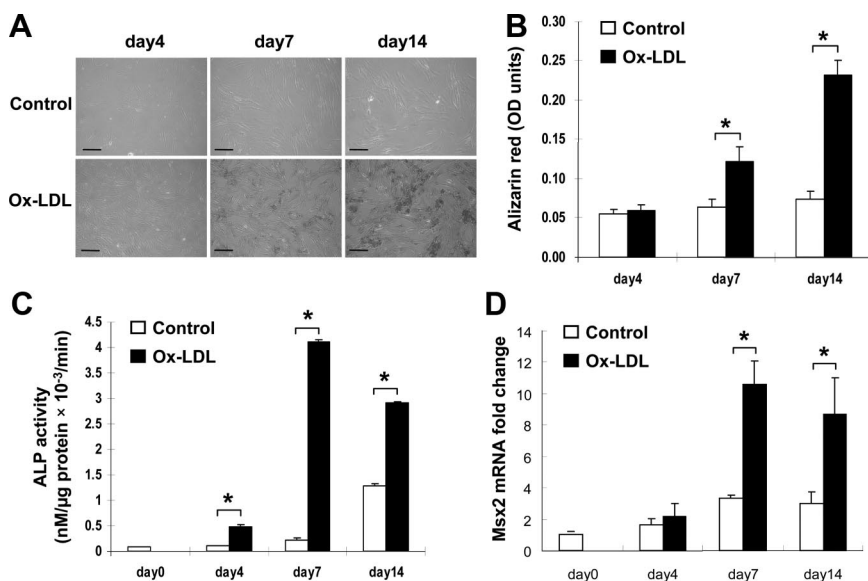 A
day4 day7 day14
Control
Ox-LDL
B
Control
Ox-LDL
Alizarin red (OD units)
0.30
0.25
0.20
0.15
0.10
0.05
0.00
*
*
day4 day7 day14
C
Control
Ox-LDL
ALP activity
(nM/µg protein × 10-3/min)
4.5
4
3.5
3
2.5
2
1.5
1
0.5
0
*
*
*
day0 day4 day7 day14
D
Control
Ox-LDL
Msx2 mRNA fold change
14
12
10
8
6
4
2
0
*
*
day0 day4 day7 day14